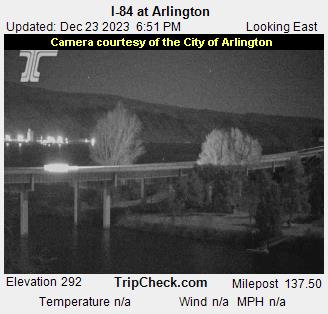 I-84 at Arlington
Updated: Dec 23 2023 6:51 PM Looking East
Camera courtesy of the City of Arlington
Elevation 292 TripCheck.com Milepost 137.50
Temperature n/a Wind n/a MPH n/a